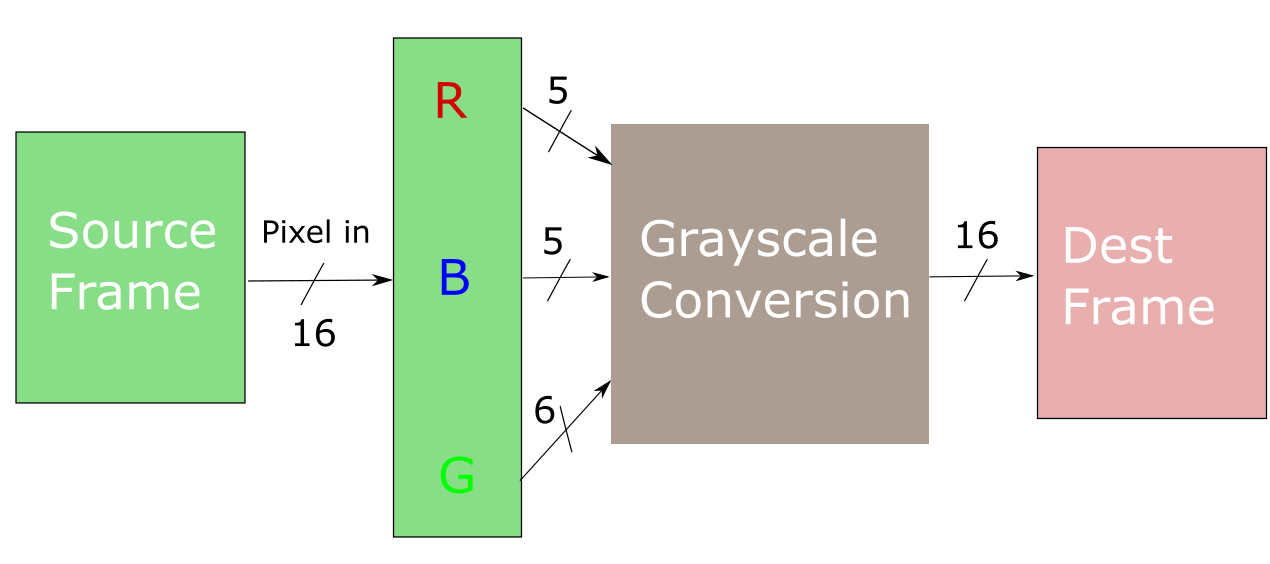 Source
Frame
Pixel in
16
R
B
G
5
5
6
Grayscale
Conversion
16
Dest
Frame